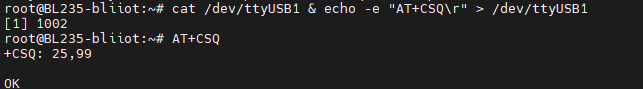 root@BL235-bliiot:~# cat /dev/ttyUSB1 & echo -e "AT+CSQ\r" > /dev/ttyUSB1
[1] 1002
root@BL235-bliiot:~# AT+CSQ
+CSQ: 25,99
OK